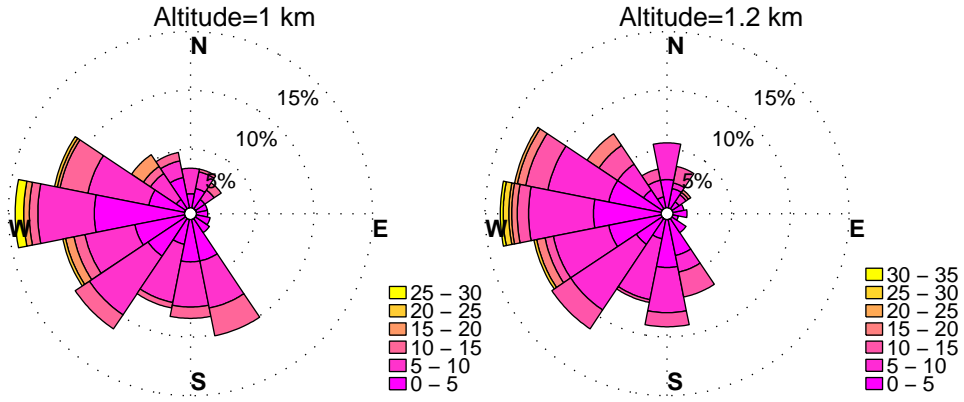 Altitude=1 km
N
15%
10%
5%
W
E
S
25 – 30
20 – 25
15 – 20
10 – 15
5 – 10
0 – 5
Altitude=1.2 km
N
15%
10%
5%
W
E
S
30 – 35
25 – 30
20 – 25
15 – 20
10 – 15
5 – 10
0 – 5